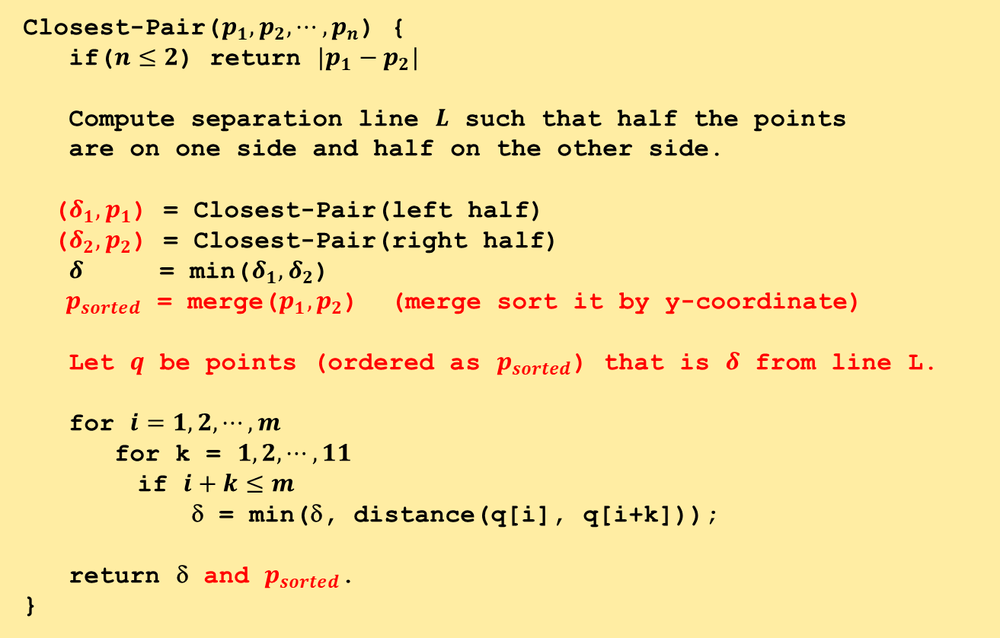 Closest-Pair(p₁,p₂,⋯,pₙ) {
if(n ≤ 2) return |p₁ − p₂|
Compute separation line L such that half the points
are on one side and half on the other side.
(δ₁,p₁) = Closest-Pair(left half)
(δ₂,p₂) = Closest-Pair(right half)
δ = min(δ₁,δ₂)
p_sorted = merge(p₁,p₂) (merge sort it by y-coordinate)
Let q be points (ordered as p_sorted) that is δ from line L.
for i = 1,2,⋯,m
for k = 1,2,⋯,11
if i + k ≤ m
δ = min(δ, distance(q[i], q[i+k]));
return δ and p_sorted.
}